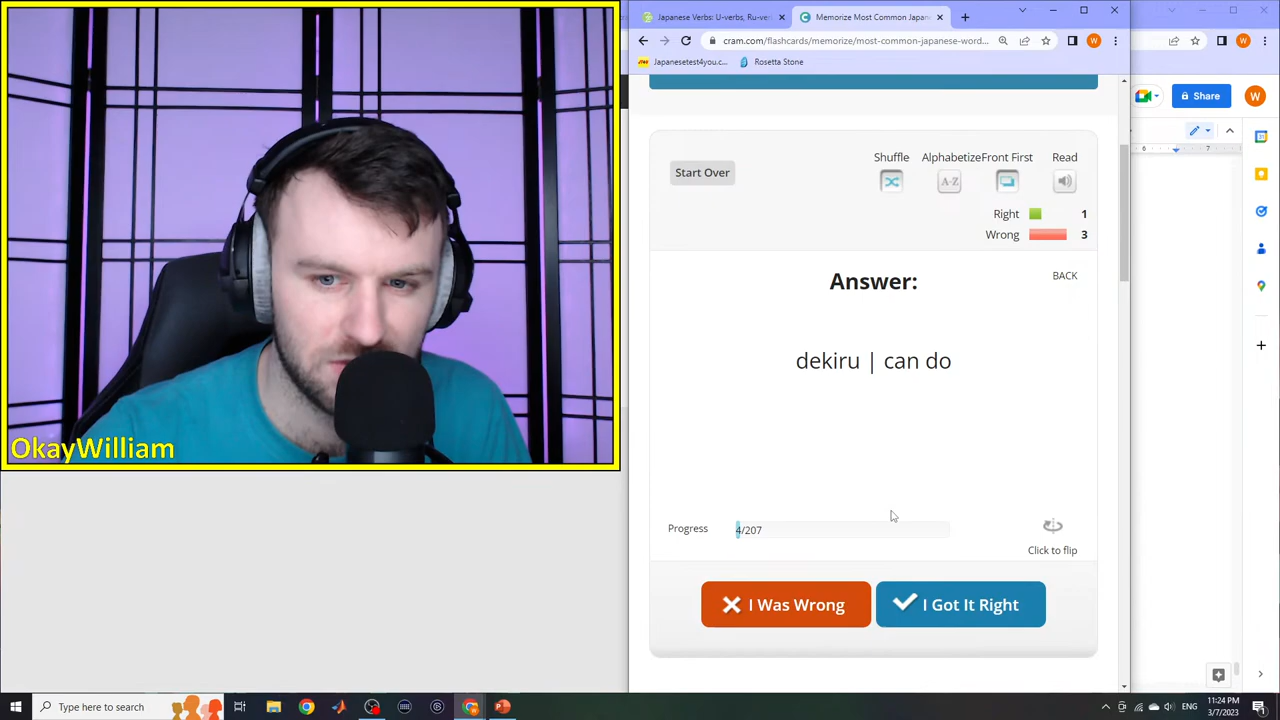 Japanese Verbs: U-verbs, Ru-ver
Memorize Most Common Japan
cram.com/flashcards/memorize/most-common-japanese-word...
Japanesetest4you.c...
Rosetta Stone
Share
W
Start Over
Shuffle
Alphabetize
Front First
Read
A-Z
Right 1
Wrong 3
Answer:
BACK
dekiru | can do
Progress
4/207
Click to flip
I Was Wrong
I Got It Right
OkayWilliam
Type here to search
ENG
11:24 PM
3/7/2023